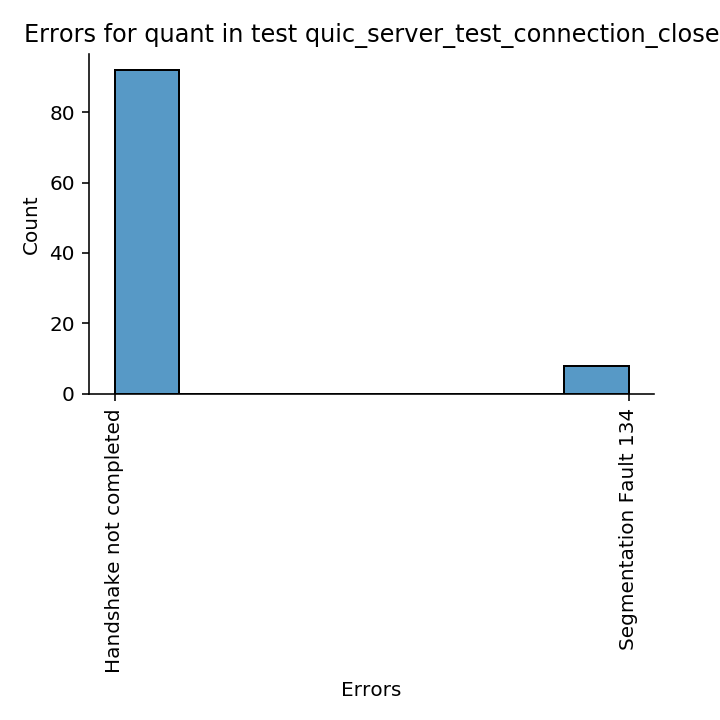 Errors for quant in test quic_server_test_connection_close
Count
80
60
40
20
0
Handshake not completed
Segmentation Fault 134
Errors